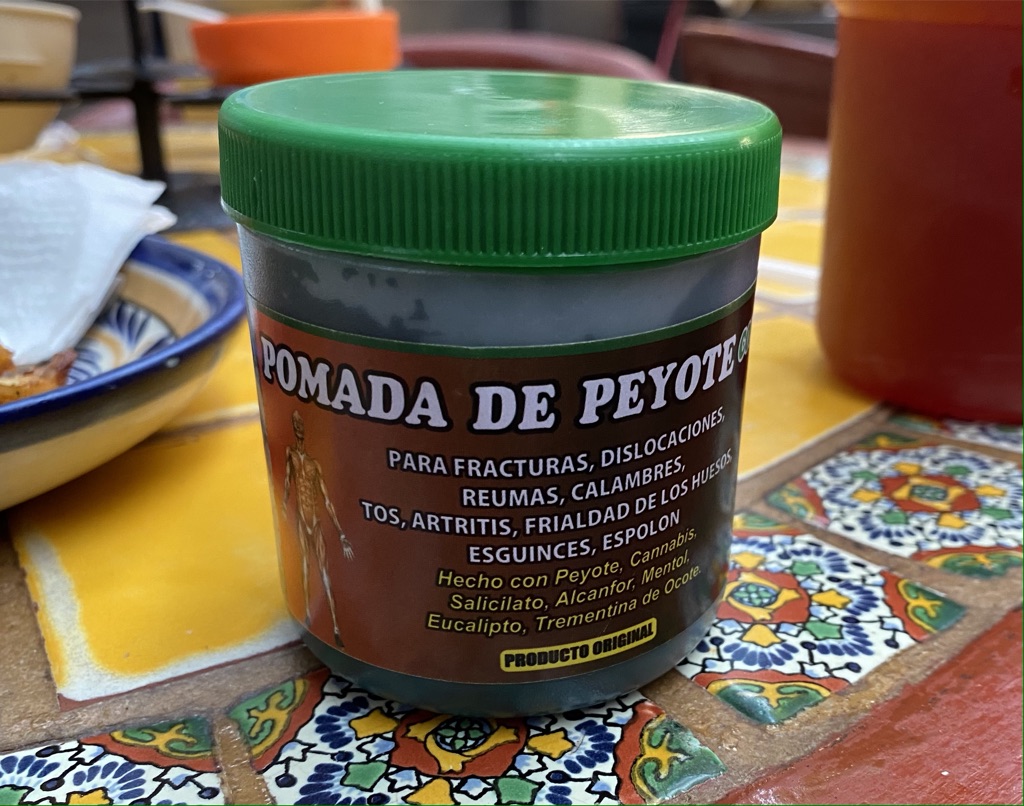 POMADA DE PEYOTE
PARA FRACTURAS, DISLOCACIONES,
REUMAS, CALAMBRES,
TOS, ARTRITIS, FRIALDAD DE LOS HUESOS,
ESGUINCES, ESPOLON
Hecho con Peyote, Cannabis,
Salicilato, Alcanfor, Mentol,
Eucalipto, Trementina de Ocote.
PRODUCTO ORIGINAL